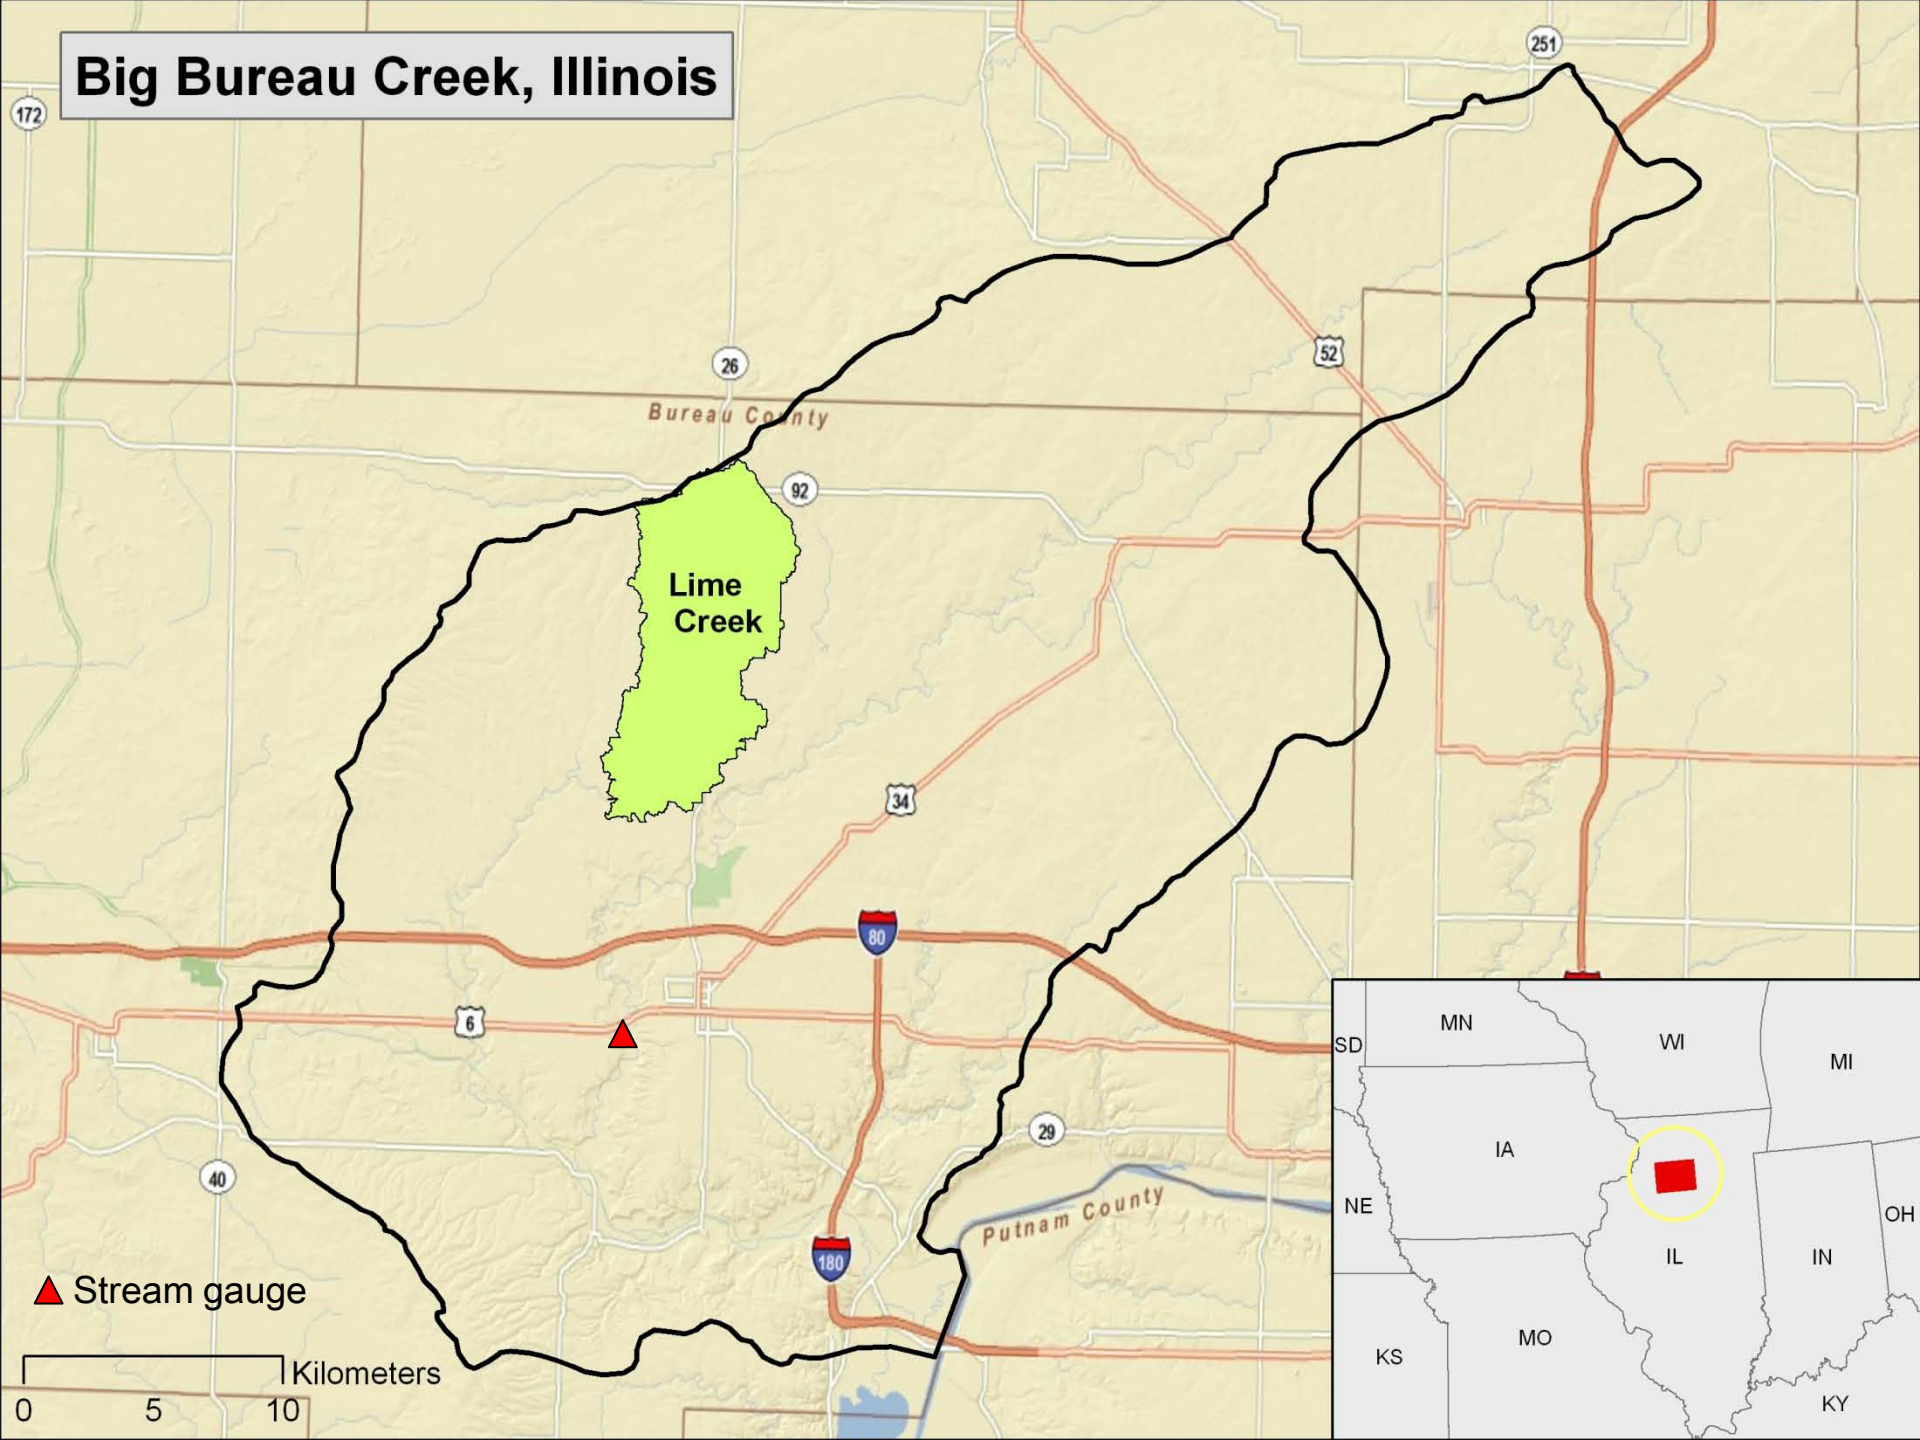 Big Bureau Creek, Illinois
251
172
52
26
Bureau County
92
Lime
Creek
34
80
6
29
40
Putnam County
180
Stream gauge
Kilometers
0 5 10
MN
SD
WI
MI
IA
NE
OH
IL
IN
MO
KS
KY